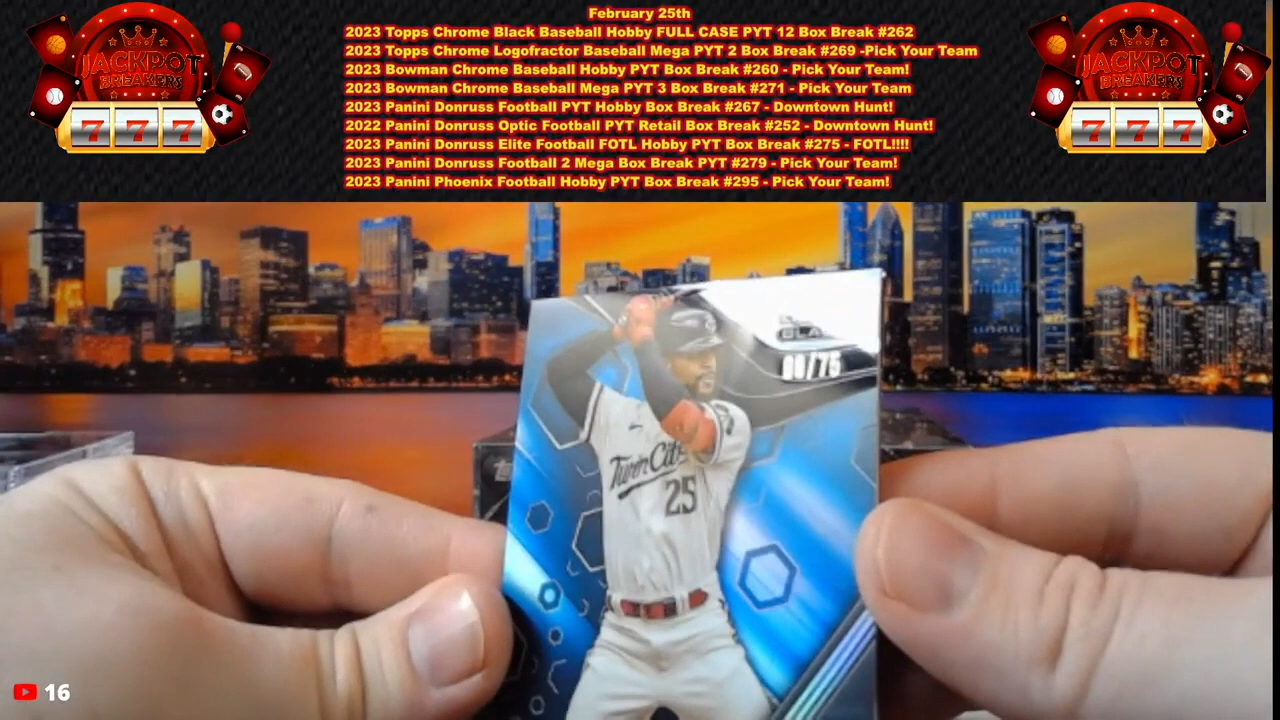 February 25th
2023 Topps Chrome Black Baseball Hobby FULL CASE PYT 12 Box Break #262
2023 Topps Chrome Logofractor Baseball Mega PYT 2 Box Break #269 -Pick Your Team
2023 Bowman Chrome Baseball Hobby PYT Box Break #260 - Pick Your Team!
2023 Bowman Chrome Baseball Mega PYT 3 Box Break #271 - Pick Your Team
2023 Panini Donruss Football PYT Hobby Box Break #267 - Downtown Hunt!
2022 Panini Donruss Optic Football PYT Retail Box Break #252 - Downtown Hunt!
2023 Panini Donruss Elite Football FOTL Hobby PYT Box Break #275 - FOTL!!!!
2023 Panini Donruss Football 2 Mega Box Break PYT #279 - Pick Your Team!
2023 Panini Phoenix Football Hobby PYT Box Break #295 - Pick Your Team!
JACKPOT
BREAKERS
7 7 7
JACKPOT
BREAKERS
7 7 7
/75
Twin Cities
25
16